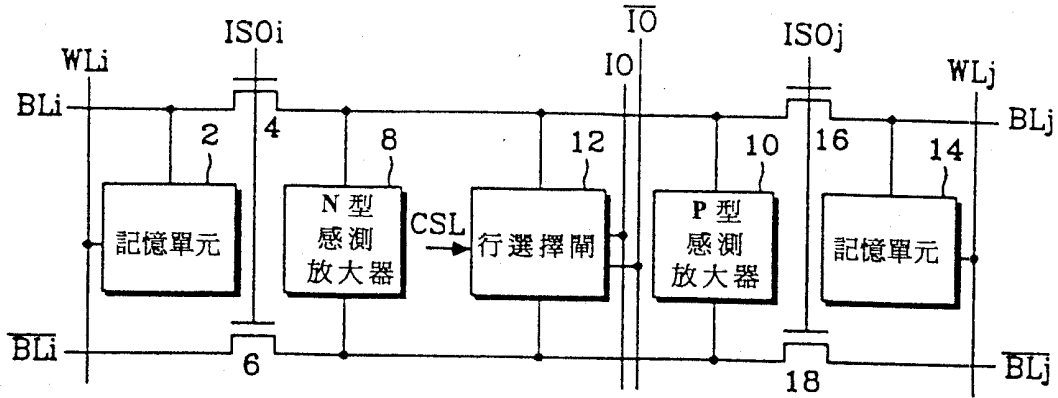 I̅O̅
ISOi
ISOj
WLi
IO
WLj
BLi
BLj
2
4
8
12
10
16
14
記憶單元
N 型
感測
放大器
CSL
行選擇閘
P 型
感測
放大器
記憶單元
B̅L̅i̅
6
18
B̅L̅j̅